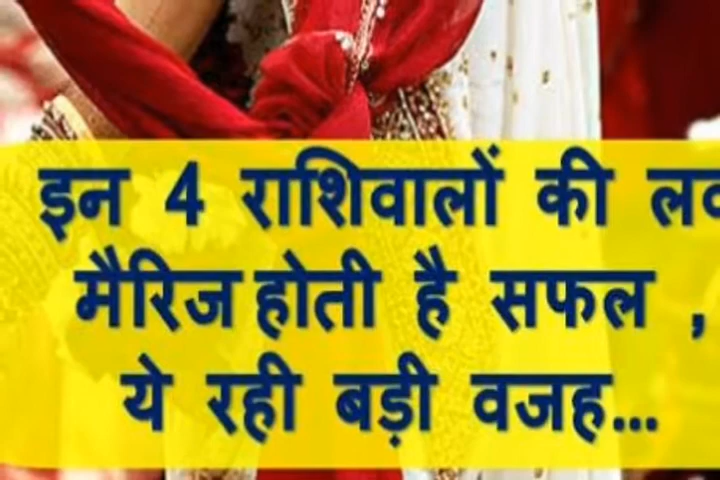 इन 4 राशिवालों की लव
मैरिज होती है सफल ,
ये रही बड़ी वजह...